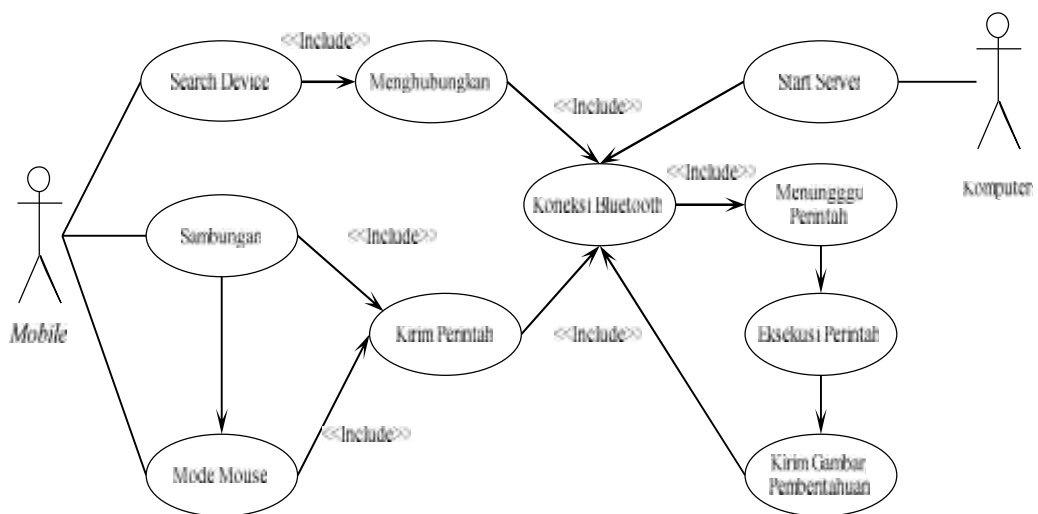 <<Include>>
Search Device
Menghubungkan
Start Server
<<Include>>
<<Include>>
Komputer
Koneksi Bluetooth
Menungggu
Perintah
Sambungan
<<Include>>
Mobile
Kirim Perintah
<<Include>>
Eksekusi Perintah
<<Include>>
Mode Mouse
Kirim Gambar
Pemberitahuan